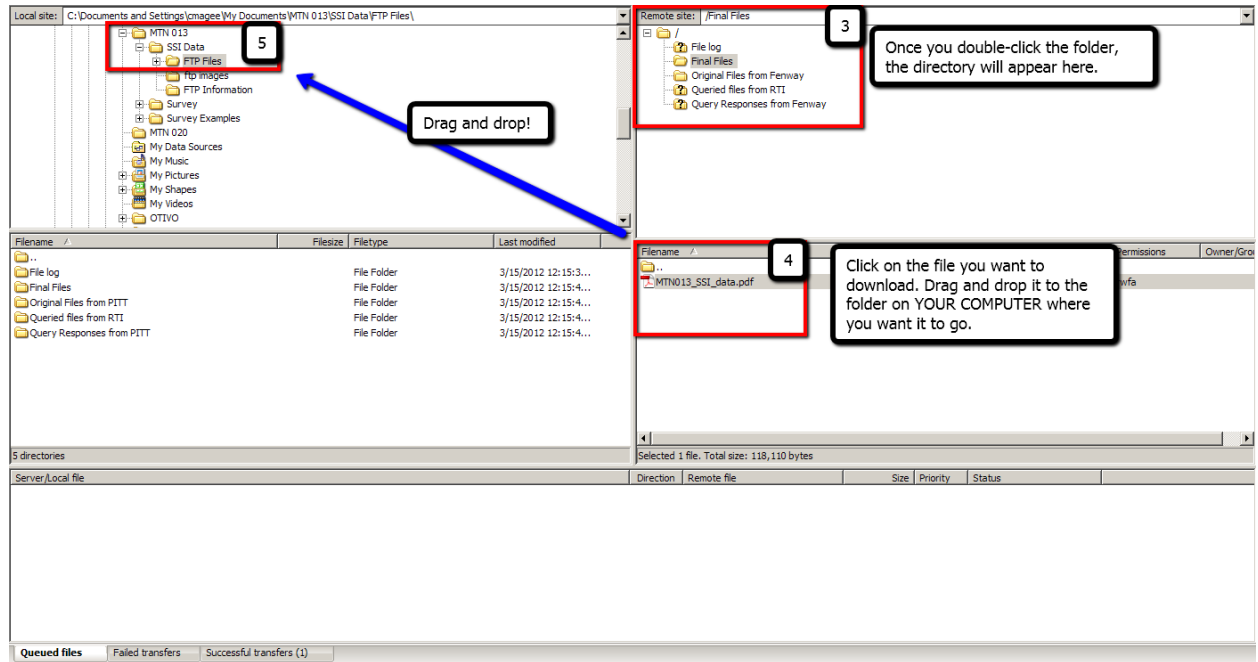 Local site: C:\Documents and Settings\cmagee\My Documents\MTN 013\SSI Data\FTP Files\
MTN 013
SSI Data
FTP Files
ftp images
FTP Information
Survey
Survey Examples
MTN 020
My Data Sources
My Music
My Pictures
My Shapes
My Videos
OTIVO
5
Drag and drop!
Remote site: /Final Files
/
File log
Final Files
Original Files from Fenway
Queried files from RTI
Query Responses from Fenway
3
Once you double-click the folder,
the directory will appear here.
Filename Filesize Filetype Last modified
..
File log File Folder 3/15/2012 12:15:3...
Final Files File Folder 3/15/2012 12:15:4...
Original Files from PITT File Folder 3/15/2012 12:15:4...
Queried files from RTI File Folder 3/15/2012 12:15:4...
Query Responses from PITT File Folder 3/15/2012 12:15:4...
5 directories
Filename Permissions Owner/Grou
..
MTN013_SSI_data.pdf
4
Click on the file you want to
download. Drag and drop it to the
folder on YOUR COMPUTER where
you want it to go.
Selected 1 file. Total size: 118,110 bytes
Server/Local file Direction Remote file Size Priority Status
Queued files Failed transfers Successful transfers (1)